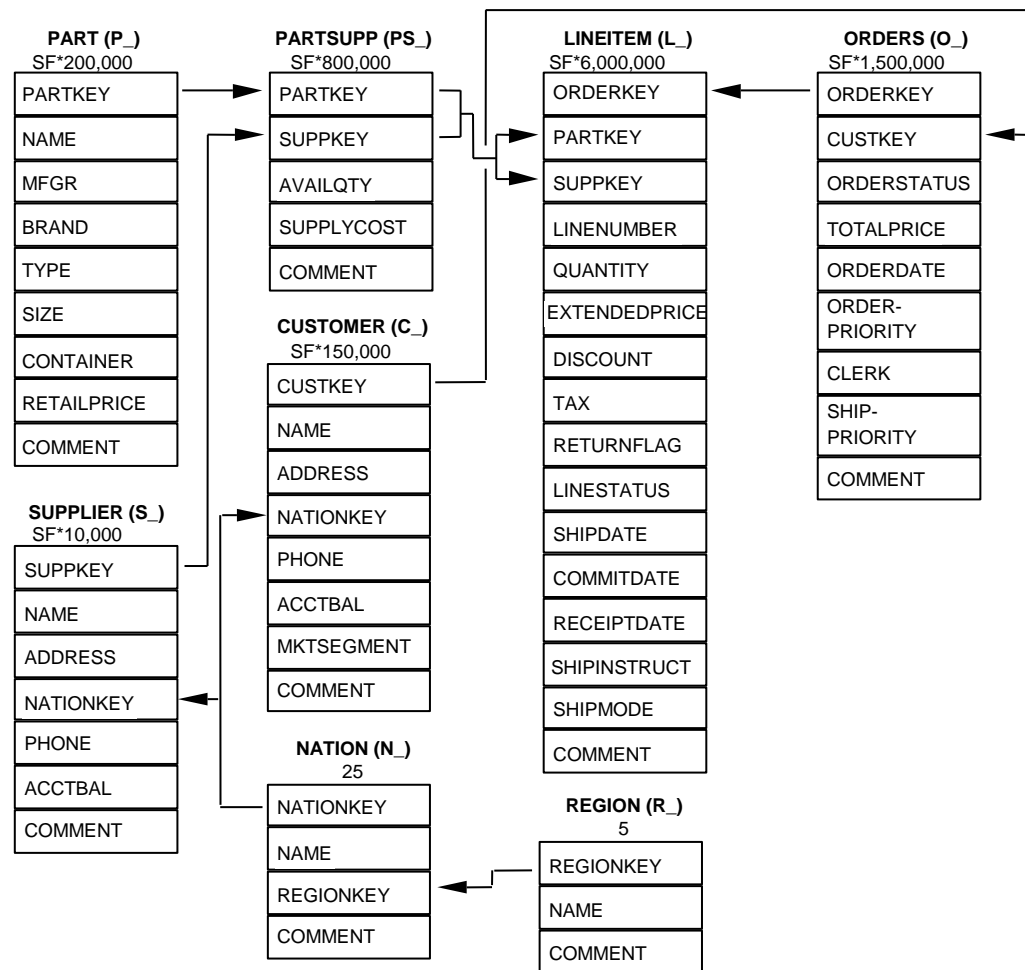 PART (P_)
SF*200,000
PARTKEY
NAME
MFGR
BRAND
TYPE
SIZE
CONTAINER
RETAILPRICE
COMMENT
SUPPLIER (S_)
SF*10,000
SUPPKEY
NAME
ADDRESS
NATIONKEY
PHONE
ACCTBAL
COMMENT
PARTSUPP (PS_)
SF*800,000
PARTKEY
SUPPKEY
AVAILQTY
SUPPLYCOST
COMMENT
CUSTOMER (C_)
SF*150,000
CUSTKEY
NAME
ADDRESS
NATIONKEY
PHONE
ACCTBAL
MKTSEGMENT
COMMENT
NATION (N_)
25
NATIONKEY
NAME
REGIONKEY
COMMENT
LINEITEM (L_)
SF*6,000,000
ORDERKEY
PARTKEY
SUPPKEY
LINENUMBER
QUANTITY
EXTENDEDPRICE
DISCOUNT
TAX
RETURNFLAG
LINESTATUS
SHIPDATE
COMMITDATE
RECEIPTDATE
SHIPINSTRUCT
SHIPMODE
COMMENT
REGION (R_)
5
REGIONKEY
NAME
COMMENT
ORDERS (O_)
SF*1,500,000
ORDERKEY
CUSTKEY
ORDERSTATUS
TOTALPRICE
ORDERDATE
ORDER-
PRIORITY
CLERK
SHIP-
PRIORITY
COMMENT